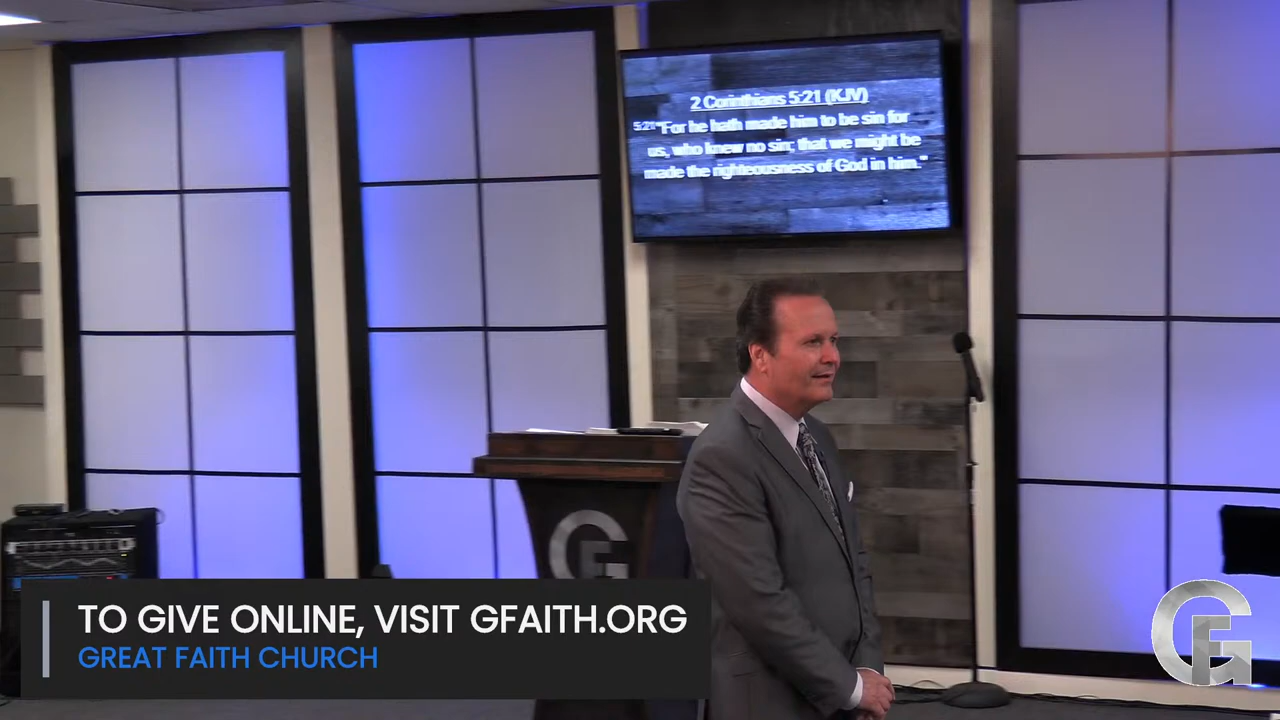 2 Corinthians 5:21 (KJV)
5:21 "For he hath made him to be sin for
us, who knew no sin; that we might be
made the righteousness of God in him."
GF
TO GIVE ONLINE, VISIT GFAITH.ORG
GREAT FAITH CHURCH
GF